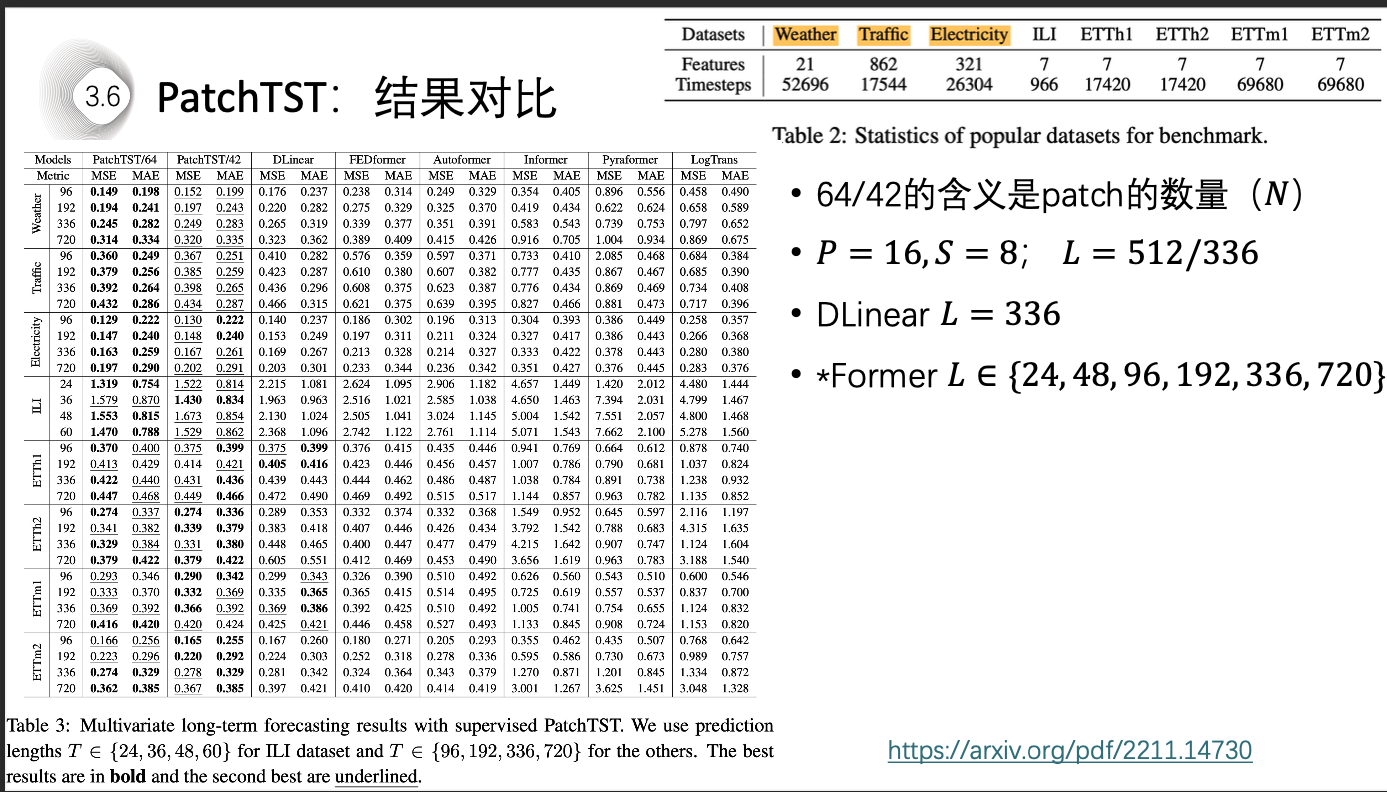 3.6
PatchTST： 结果对比
Datasets Weather Traffic Electricity ILI ETTh1 ETTh2 ETTm1 ETTm2
Features 21 862 321 7 7 7 7 7
Timesteps 52696 17544 26304 966 17420 17420 69680 69680
Table 2: Statistics of popular datasets for benchmark.
Models PatchTST/64 PatchTST/42 DLinear FEDformer Autoformer Informer Pyraformer LogTrans
Metric MSE MAE MSE MAE MSE MAE MSE MAE MSE MAE MSE MAE MSE MAE MSE MAE
Weather
96 0.149 0.198 0.152 0.199 0.176 0.237 0.238 0.314 0.249 0.329 0.354 0.405 0.896 0.556 0.458 0.490
192 0.194 0.241 0.197 0.243 0.220 0.282 0.275 0.329 0.325 0.370 0.419 0.434 0.622 0.624 0.658 0.589
336 0.245 0.282 0.249 0.283 0.265 0.319 0.339 0.377 0.351 0.391 0.583 0.543 0.739 0.753 0.797 0.652
720 0.314 0.334 0.320 0.335 0.323 0.362 0.389 0.409 0.415 0.426 0.916 0.705 1.004 0.934 0.869 0.675
Traffic
96 0.360 0.249 0.367 0.251 0.410 0.282 0.576 0.359 0.597 0.371 0.733 0.410 2.085 0.468 0.684 0.384
192 0.379 0.256 0.385 0.259 0.423 0.287 0.610 0.380 0.607 0.382 0.777 0.435 0.867 0.467 0.685 0.390
336 0.392 0.264 0.398 0.265 0.436 0.296 0.608 0.375 0.623 0.387 0.776 0.434 0.869 0.469 0.734 0.408
720 0.432 0.286 0.434 0.287 0.466 0.315 0.621 0.375 0.639 0.395 0.827 0.466 0.881 0.473 0.717 0.396
Electricity
96 0.129 0.222 0.130 0.222 0.140 0.237 0.186 0.302 0.196 0.313 0.304 0.393 0.386 0.449 0.258 0.357
192 0.147 0.240 0.148 0.240 0.153 0.249 0.197 0.311 0.211 0.324 0.327 0.417 0.386 0.443 0.266 0.368
336 0.163 0.259 0.167 0.261 0.169 0.267 0.213 0.328 0.214 0.327 0.333 0.422 0.378 0.443 0.280 0.380
720 0.197 0.290 0.202 0.291 0.203 0.301 0.233 0.344 0.236 0.342 0.351 0.427 0.376 0.445 0.283 0.376
ILI
24 1.319 0.754 1.522 0.814 2.215 1.081 2.624 1.095 2.906 1.182 4.657 1.449 1.420 2.012 4.480 1.444
36 1.579 0.870 1.430 0.834 1.963 0.963 2.516 1.021 2.585 1.038 4.650 1.463 7.394 2.031 4.799 1.467
48 1.553 0.815 1.673 0.854 2.130 1.024 2.505 1.041 3.024 1.145 5.004 1.542 7.551 2.057 4.800 1.468
60 1.470 0.788 1.529 0.862 2.368 1.096 2.742 1.122 2.761 1.114 5.071 1.543 7.662 2.100 5.278 1.560
ETTh1
96 0.370 0.400 0.375 0.399 0.375 0.399 0.376 0.415 0.435 0.446 0.941 0.769 0.664 0.612 0.878 0.740
192 0.413 0.429 0.414 0.421 0.405 0.416 0.423 0.446 0.456 0.457 1.007 0.786 0.790 0.681 1.037 0.824
336 0.422 0.440 0.431 0.436 0.439 0.443 0.444 0.462 0.486 0.487 1.038 0.784 0.891 0.738 1.238 0.932
720 0.447 0.468 0.449 0.466 0.472 0.490 0.469 0.492 0.515 0.517 1.144 0.857 0.963 0.782 1.135 0.852
ETTh2
96 0.274 0.337 0.274 0.336 0.289 0.353 0.332 0.374 0.332 0.368 1.549 0.952 0.645 0.597 2.116 1.197
192 0.341 0.382 0.339 0.379 0.383 0.418 0.407 0.446 0.426 0.434 3.792 1.542 0.788 0.683 4.315 1.635
336 0.329 0.384 0.331 0.380 0.448 0.465 0.400 0.447 0.477 0.479 4.215 1.642 0.907 0.747 1.124 1.604
720 0.379 0.422 0.379 0.422 0.605 0.551 0.412 0.469 0.453 0.490 3.656 1.619 0.963 0.783 3.188 1.540
ETTm1
96 0.293 0.346 0.290 0.342 0.299 0.343 0.326 0.390 0.510 0.492 0.626 0.560 0.543 0.510 0.600 0.546
192 0.333 0.370 0.332 0.369 0.335 0.365 0.365 0.415 0.514 0.495 0.725 0.619 0.557 0.537 0.837 0.700
336 0.369 0.392 0.366 0.392 0.369 0.386 0.392 0.425 0.510 0.492 1.005 0.741 0.754 0.655 1.124 0.832
720 0.416 0.420 0.420 0.424 0.425 0.421 0.446 0.458 0.527 0.493 1.133 0.845 0.908 0.724 1.153 0.820
ETTm2
96 0.166 0.256 0.165 0.255 0.167 0.260 0.180 0.271 0.205 0.293 0.355 0.462 0.435 0.507 0.768 0.642
192 0.223 0.296 0.220 0.292 0.224 0.303 0.252 0.318 0.278 0.336 0.595 0.586 0.730 0.673 0.989 0.757
336 0.274 0.329 0.278 0.329 0.281 0.342 0.324 0.364 0.343 0.379 1.270 0.871 1.201 0.845 1.334 0.872
720 0.362 0.385 0.367 0.385 0.397 0.421 0.410 0.420 0.414 0.419 3.001 1.267 3.625 1.451 3.048 1.328
Table 3: Multivariate long-term forecasting results with supervised PatchTST. We use prediction
lengths T ∈ {24, 36, 48, 60} for ILI dataset and T ∈ {96, 192, 336, 720} for the others. The best
results are in bold and the second best are underlined.
• 64/42的含义是patch的数量（N）
• P = 16, S = 8； L = 512/336
• DLinear L = 336
• *Former L ∈ {24, 48, 96, 192, 336, 720}
https://arxiv.org/pdf/2211.14730